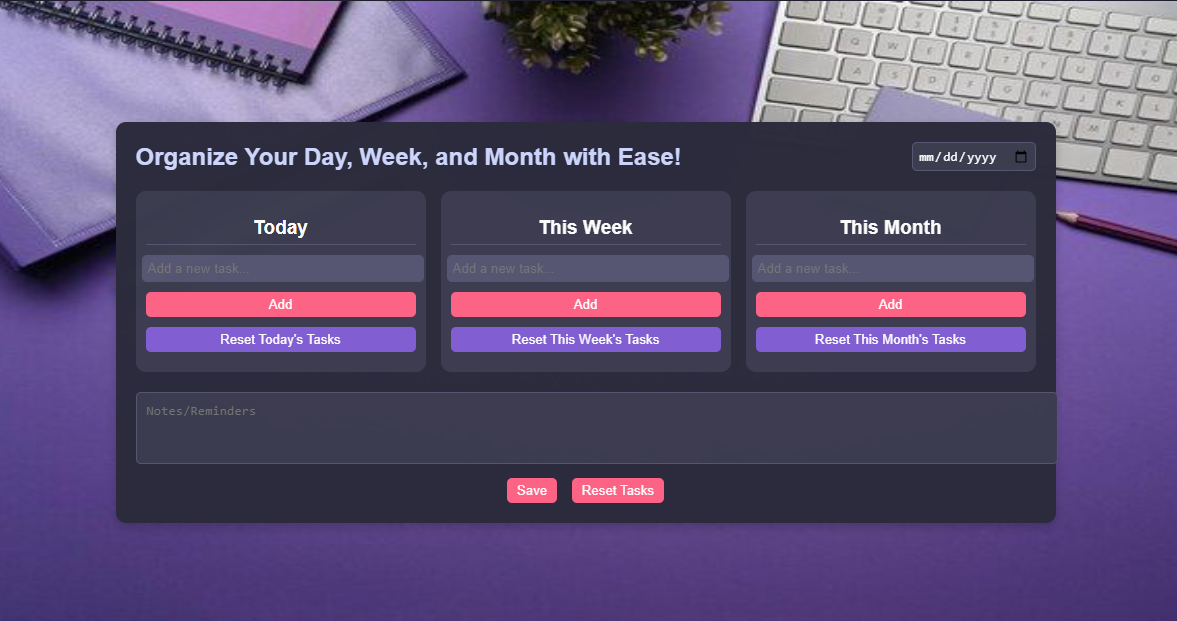 Organize Your Day, Week, and Month with Ease!
mm/dd/yyyy
Today
This Week
This Month
Add a new task...
Add a new task...
Add a new task...
Add
Add
Add
Reset Today's Tasks
Reset This Week's Tasks
Reset This Month's Tasks
Notes/Reminders
Save
Reset Tasks